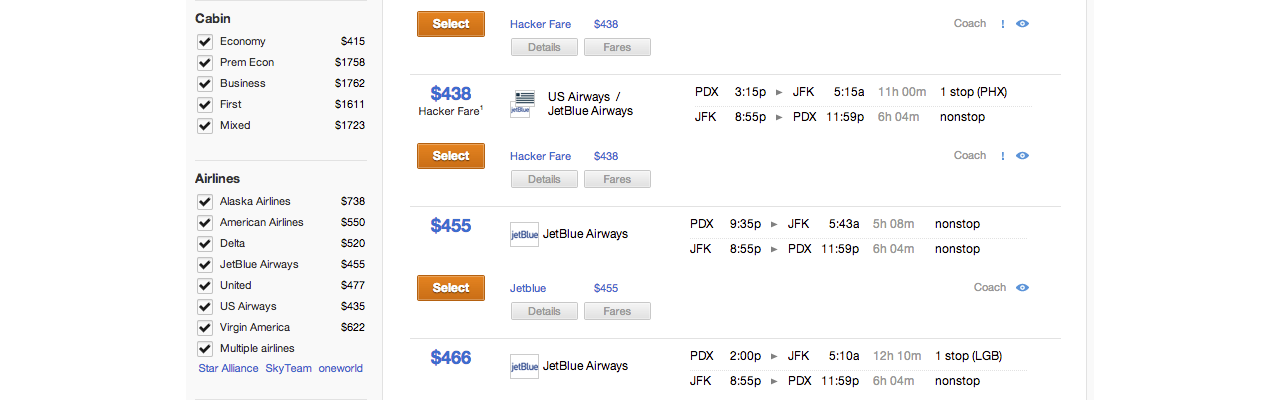 Cabin
Economy $415
Prem Econ $1758
Business $1762
First $1611
Mixed $1723
Airlines
Alaska Airlines $738
American Airlines $550
Delta $520
JetBlue Airways $455
United $477
US Airways $435
Virgin America $622
Multiple airlines
Star Alliance SkyTeam oneworld
Select Hacker Fare $438 Coach !
Details Fares
$438 US Airways / PDX 3:15p ► JFK 5:15a 11h 00m 1 stop (PHX)
Hacker Fare¹ jetBlue JetBlue Airways JFK 8:55p ► PDX 11:59p 6h 04m nonstop
Select Hacker Fare $438 Coach !
Details Fares
$455 jetBlue JetBlue Airways PDX 9:35p ► JFK 5:43a 5h 08m nonstop
JFK 8:55p ► PDX 11:59p 6h 04m nonstop
Select Jetblue $455 Coach
Details Fares
$466 jetBlue JetBlue Airways PDX 2:00p ► JFK 5:10a 12h 10m 1 stop (LGB)
JFK 8:55p ► PDX 11:59p 6h 04m nonstop